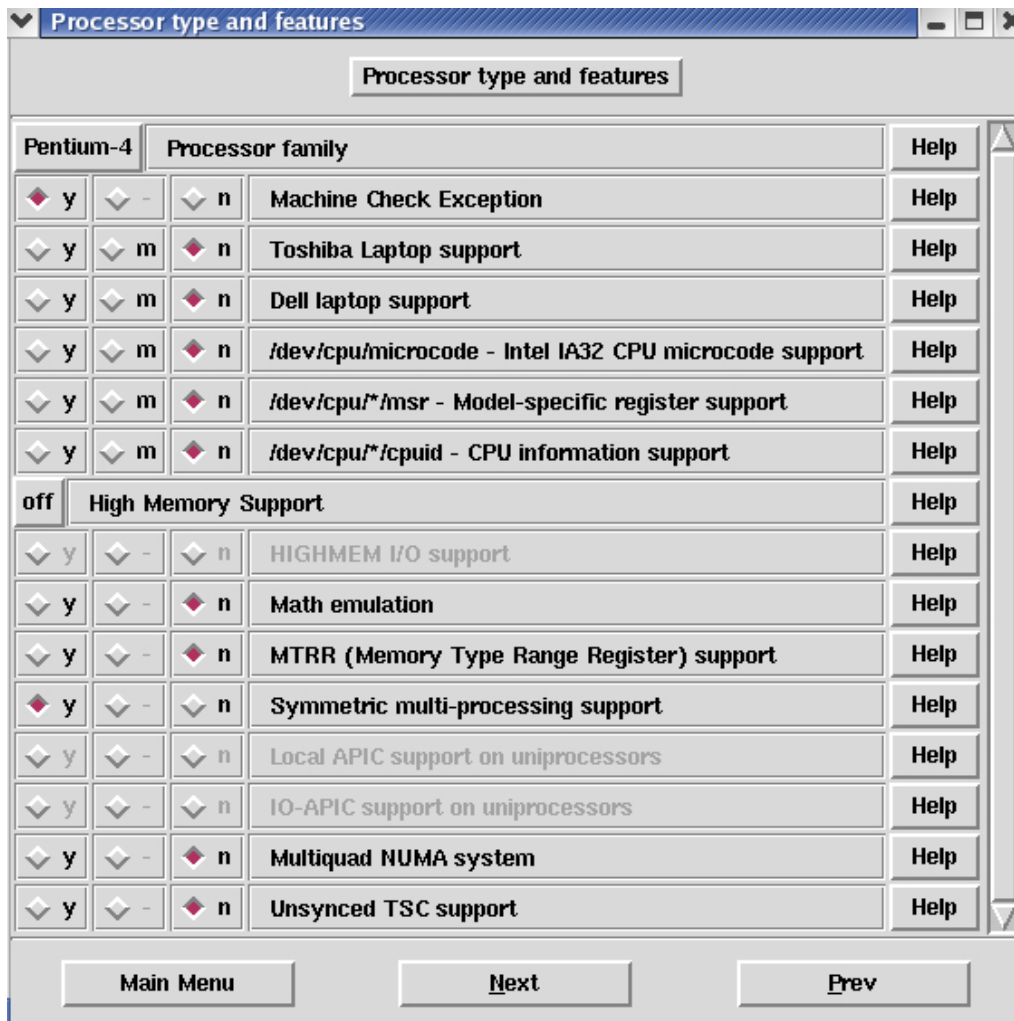 Processor type and features
Processor type and features
Pentium-4 Processor family Help
y - n Machine Check Exception Help
y m n Toshiba Laptop support Help
y m n Dell laptop support Help
y m n /dev/cpu/microcode - Intel IA32 CPU microcode support Help
y m n /dev/cpu/*/msr - Model-specific register support Help
y m n /dev/cpu/*/cpuid - CPU information support Help
off High Memory Support Help
y - n HIGHMEM I/O support Help
y - n Math emulation Help
y - n MTRR (Memory Type Range Register) support Help
y - n Symmetric multi-processing support Help
y - n Local APIC support on uniprocessors Help
y - n IO-APIC support on uniprocessors Help
y - n Multiquad NUMA system Help
y - n Unsynced TSC support Help
Main Menu Next Prev